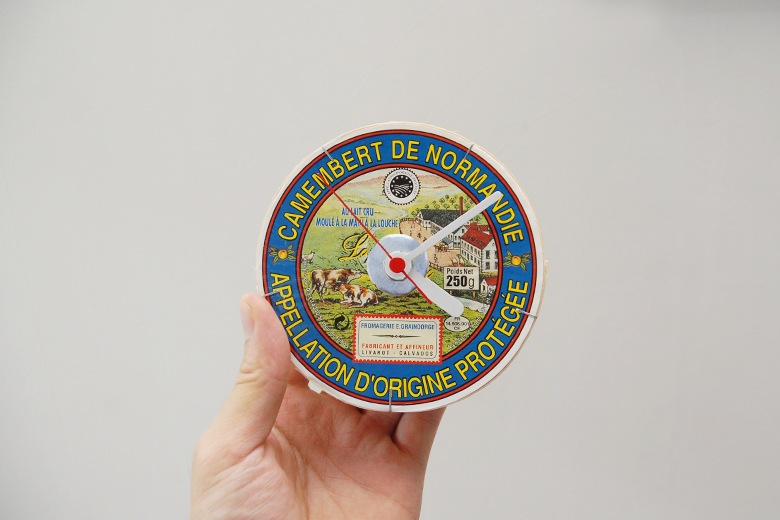 CAMEMBERT DE NORMANDIE
AU LAIT CRU
MOULÉ À LA MAIN À LA LOUCHE
Poids Net
250g
FROMAGERIE E. GRAINDORGE
FABRICANT ET AFFINEUR
LIVAROT - CALVADOS
APPELLATION D'ORIGINE PROTÉGÉE